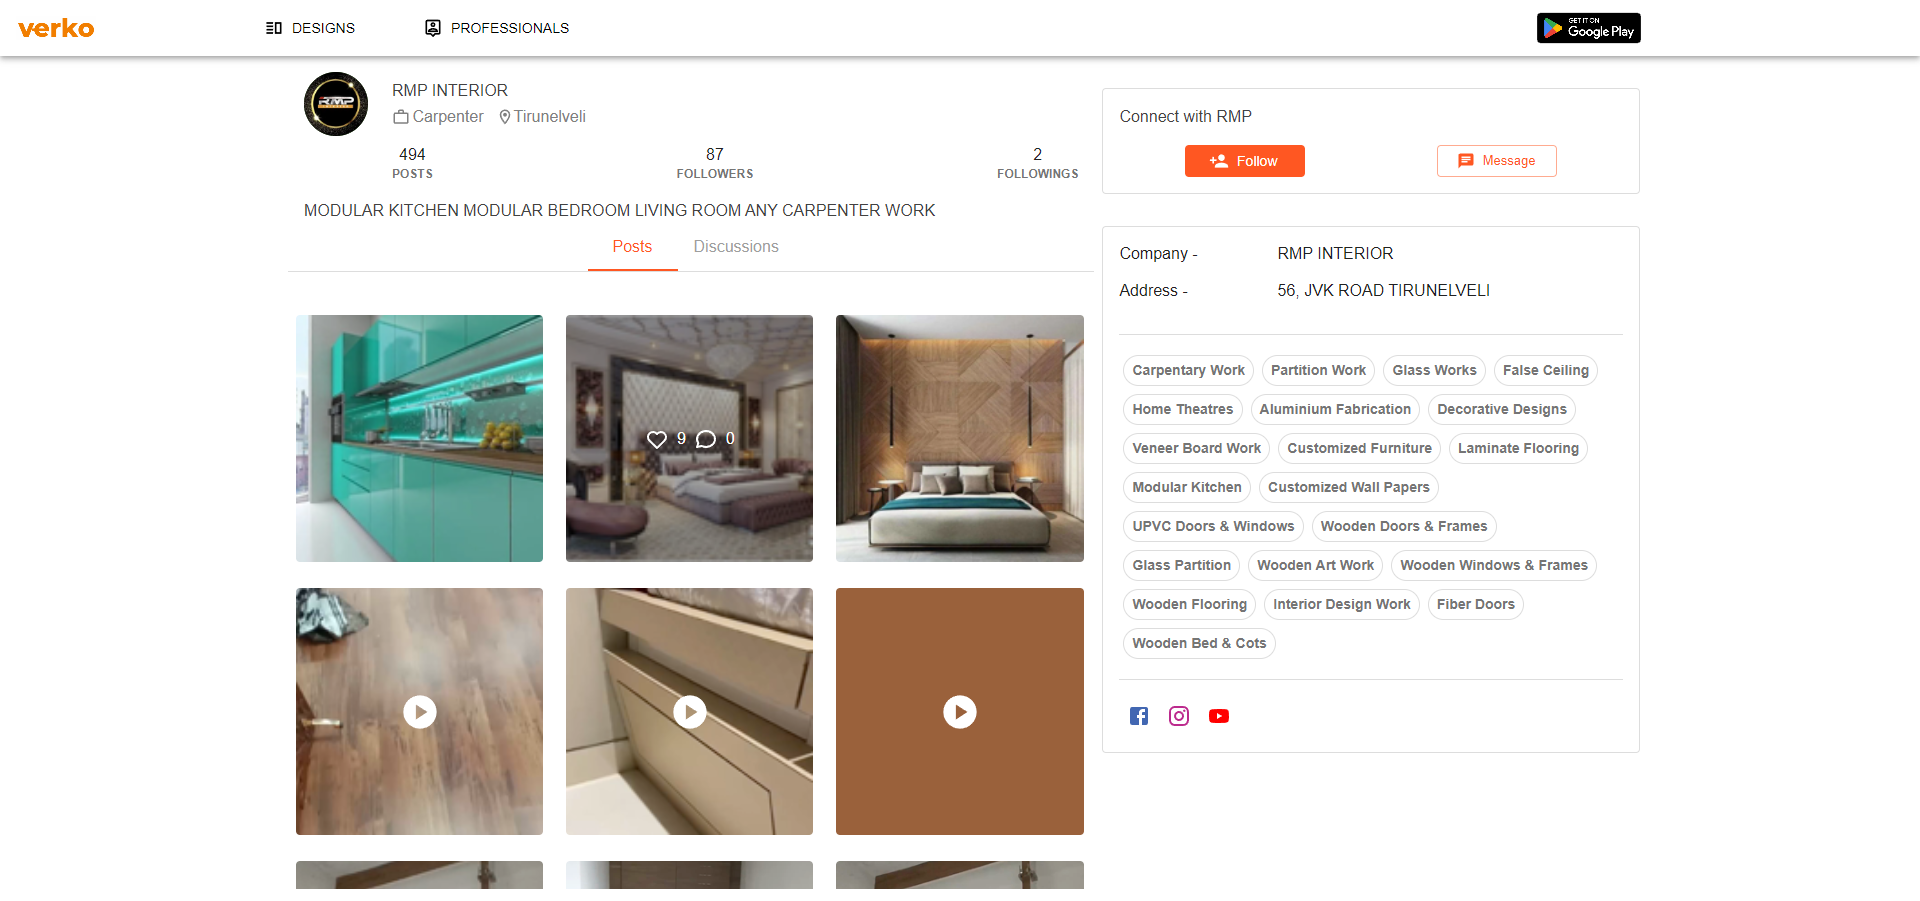 verko
DESIGNS
PROFESSIONALS
GET IT ON
Google Play
RMP
RMP INTERIOR
Carpenter
Tirunelveli
494
POSTS
87
FOLLOWERS
2
FOLLOWINGS
MODULAR KITCHEN MODULAR BEDROOM LIVING ROOM ANY CARPENTER WORK
Posts
Discussions
9
0
Connect with RMP
Follow
Message
Company -
RMP INTERIOR
Address -
56, JVK ROAD TIRUNELVELI
Carpentary Work
Partition Work
Glass Works
False Ceiling
Home Theatres
Aluminium Fabrication
Decorative Designs
Veneer Board Work
Customized Furniture
Laminate Flooring
Modular Kitchen
Customized Wall Papers
UPVC Doors & Windows
Wooden Doors & Frames
Glass Partition
Wooden Art Work
Wooden Windows & Frames
Wooden Flooring
Interior Design Work
Fiber Doors
Wooden Bed & Cots